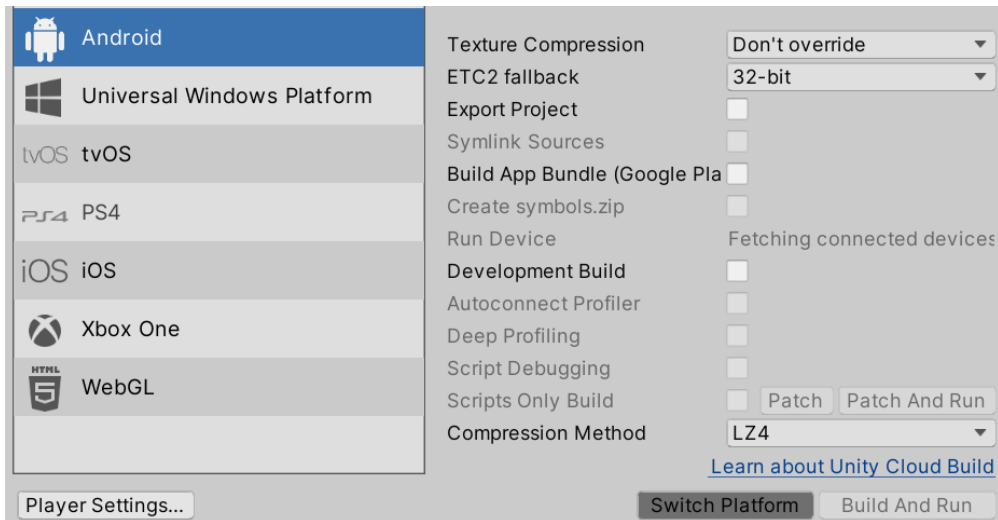 Android
Universal Windows Platform
tvOS tvOS
PS4 PS4
iOS iOS
Xbox One
HTML
5 WebGL
Player Settings...
Texture Compression Don't override
ETC2 fallback 32-bit
Export Project
Symlink Sources
Build App Bundle (Google Pla
Create symbols.zip
Run Device Fetching connected devices
Development Build
Autoconnect Profiler
Deep Profiling
Script Debugging
Scripts Only Build Patch Patch And Run
Compression Method LZ4
Learn about Unity Cloud Build
Switch Platform Build And Run